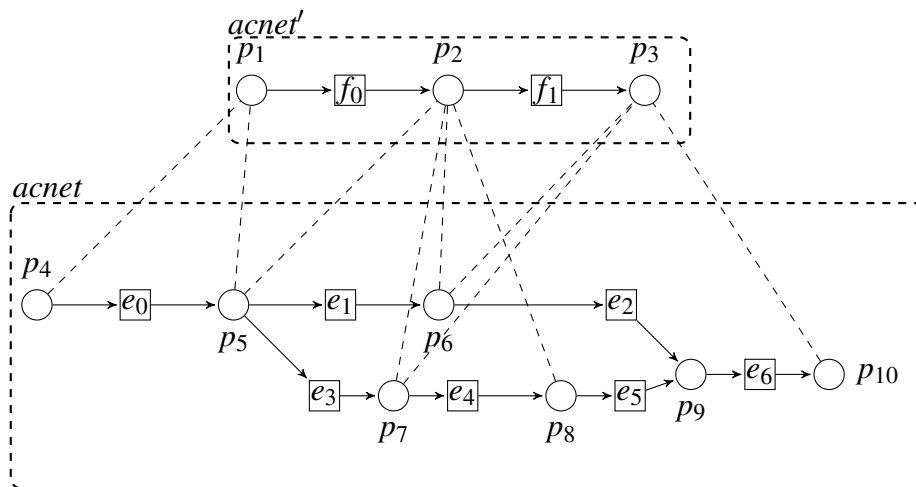 acnet′
p₁ p₂ p₃
f₀ f₁
acnet
p₄
e₀ e₁ e₂
p₅ p₆
e₃ e₄ e₅ e₆ p₁₀
p₇ p₈ p₉